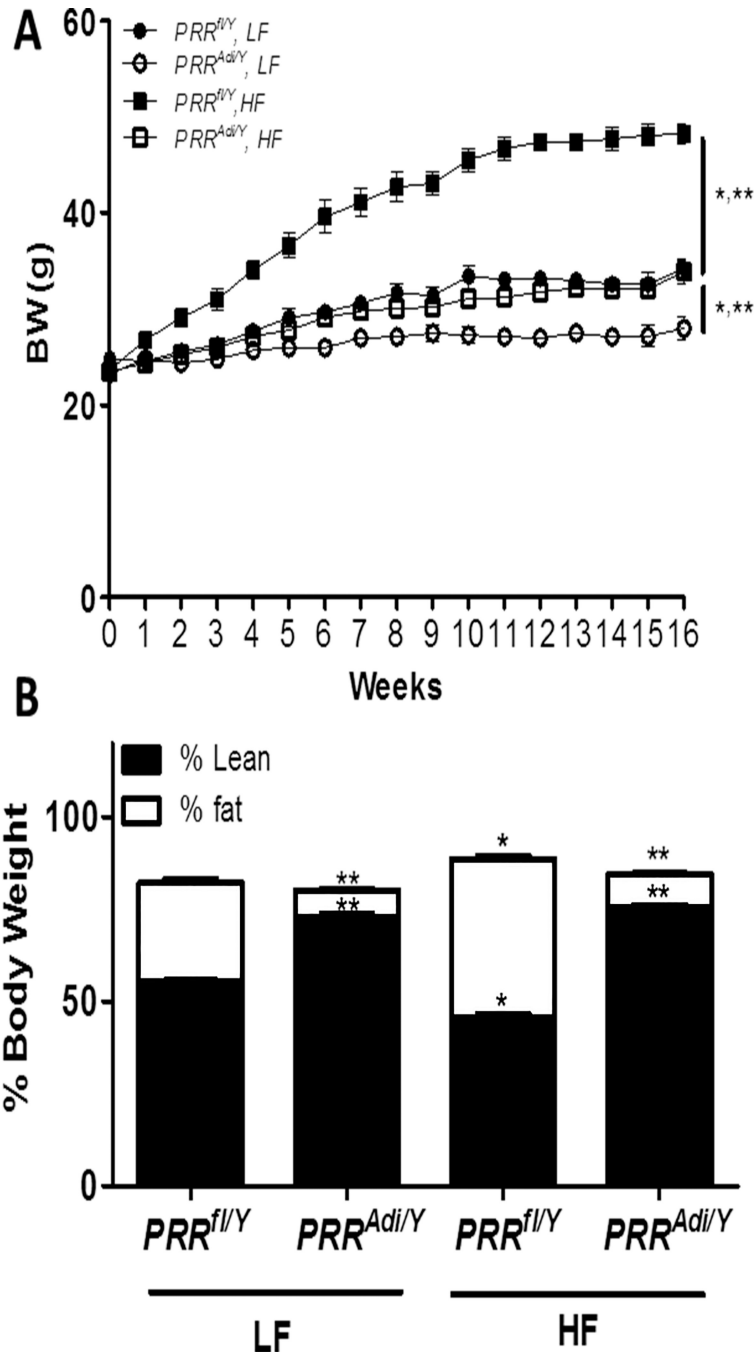 A
60
PRR^fl/Y, LF
PRR^Adi/Y, LF
PRR^fl/Y, HF
PRR^Adi/Y, HF
40
BW(g)
20
0
*,**
*,**
0 1 2 3 4 5 6 7 8 9 10 11 12 13 14 15 16
Weeks
B
% Lean
% fat
100
50
0
% Body Weight
**
**
*
*
**
**
PRR^fl/Y PRR^Adi/Y PRR^fl/Y PRR^Adi/Y
LF HF